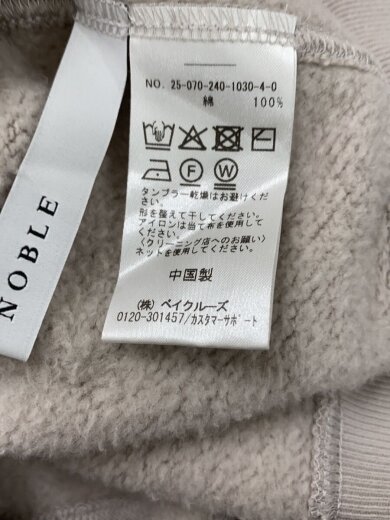 NOBLE
NO. 25-070-240-1030-4-0
綿 100%
F W
タンブラー乾燥はお避けくだ
さい。
形を整えて干してください。
アイロンは当て布を使用して
ください。
〈クリーニング店へのお願い〉
ネットを使用してください。
中国製
(株) ベイクルーズ
0120-301457/カスタマーサポート